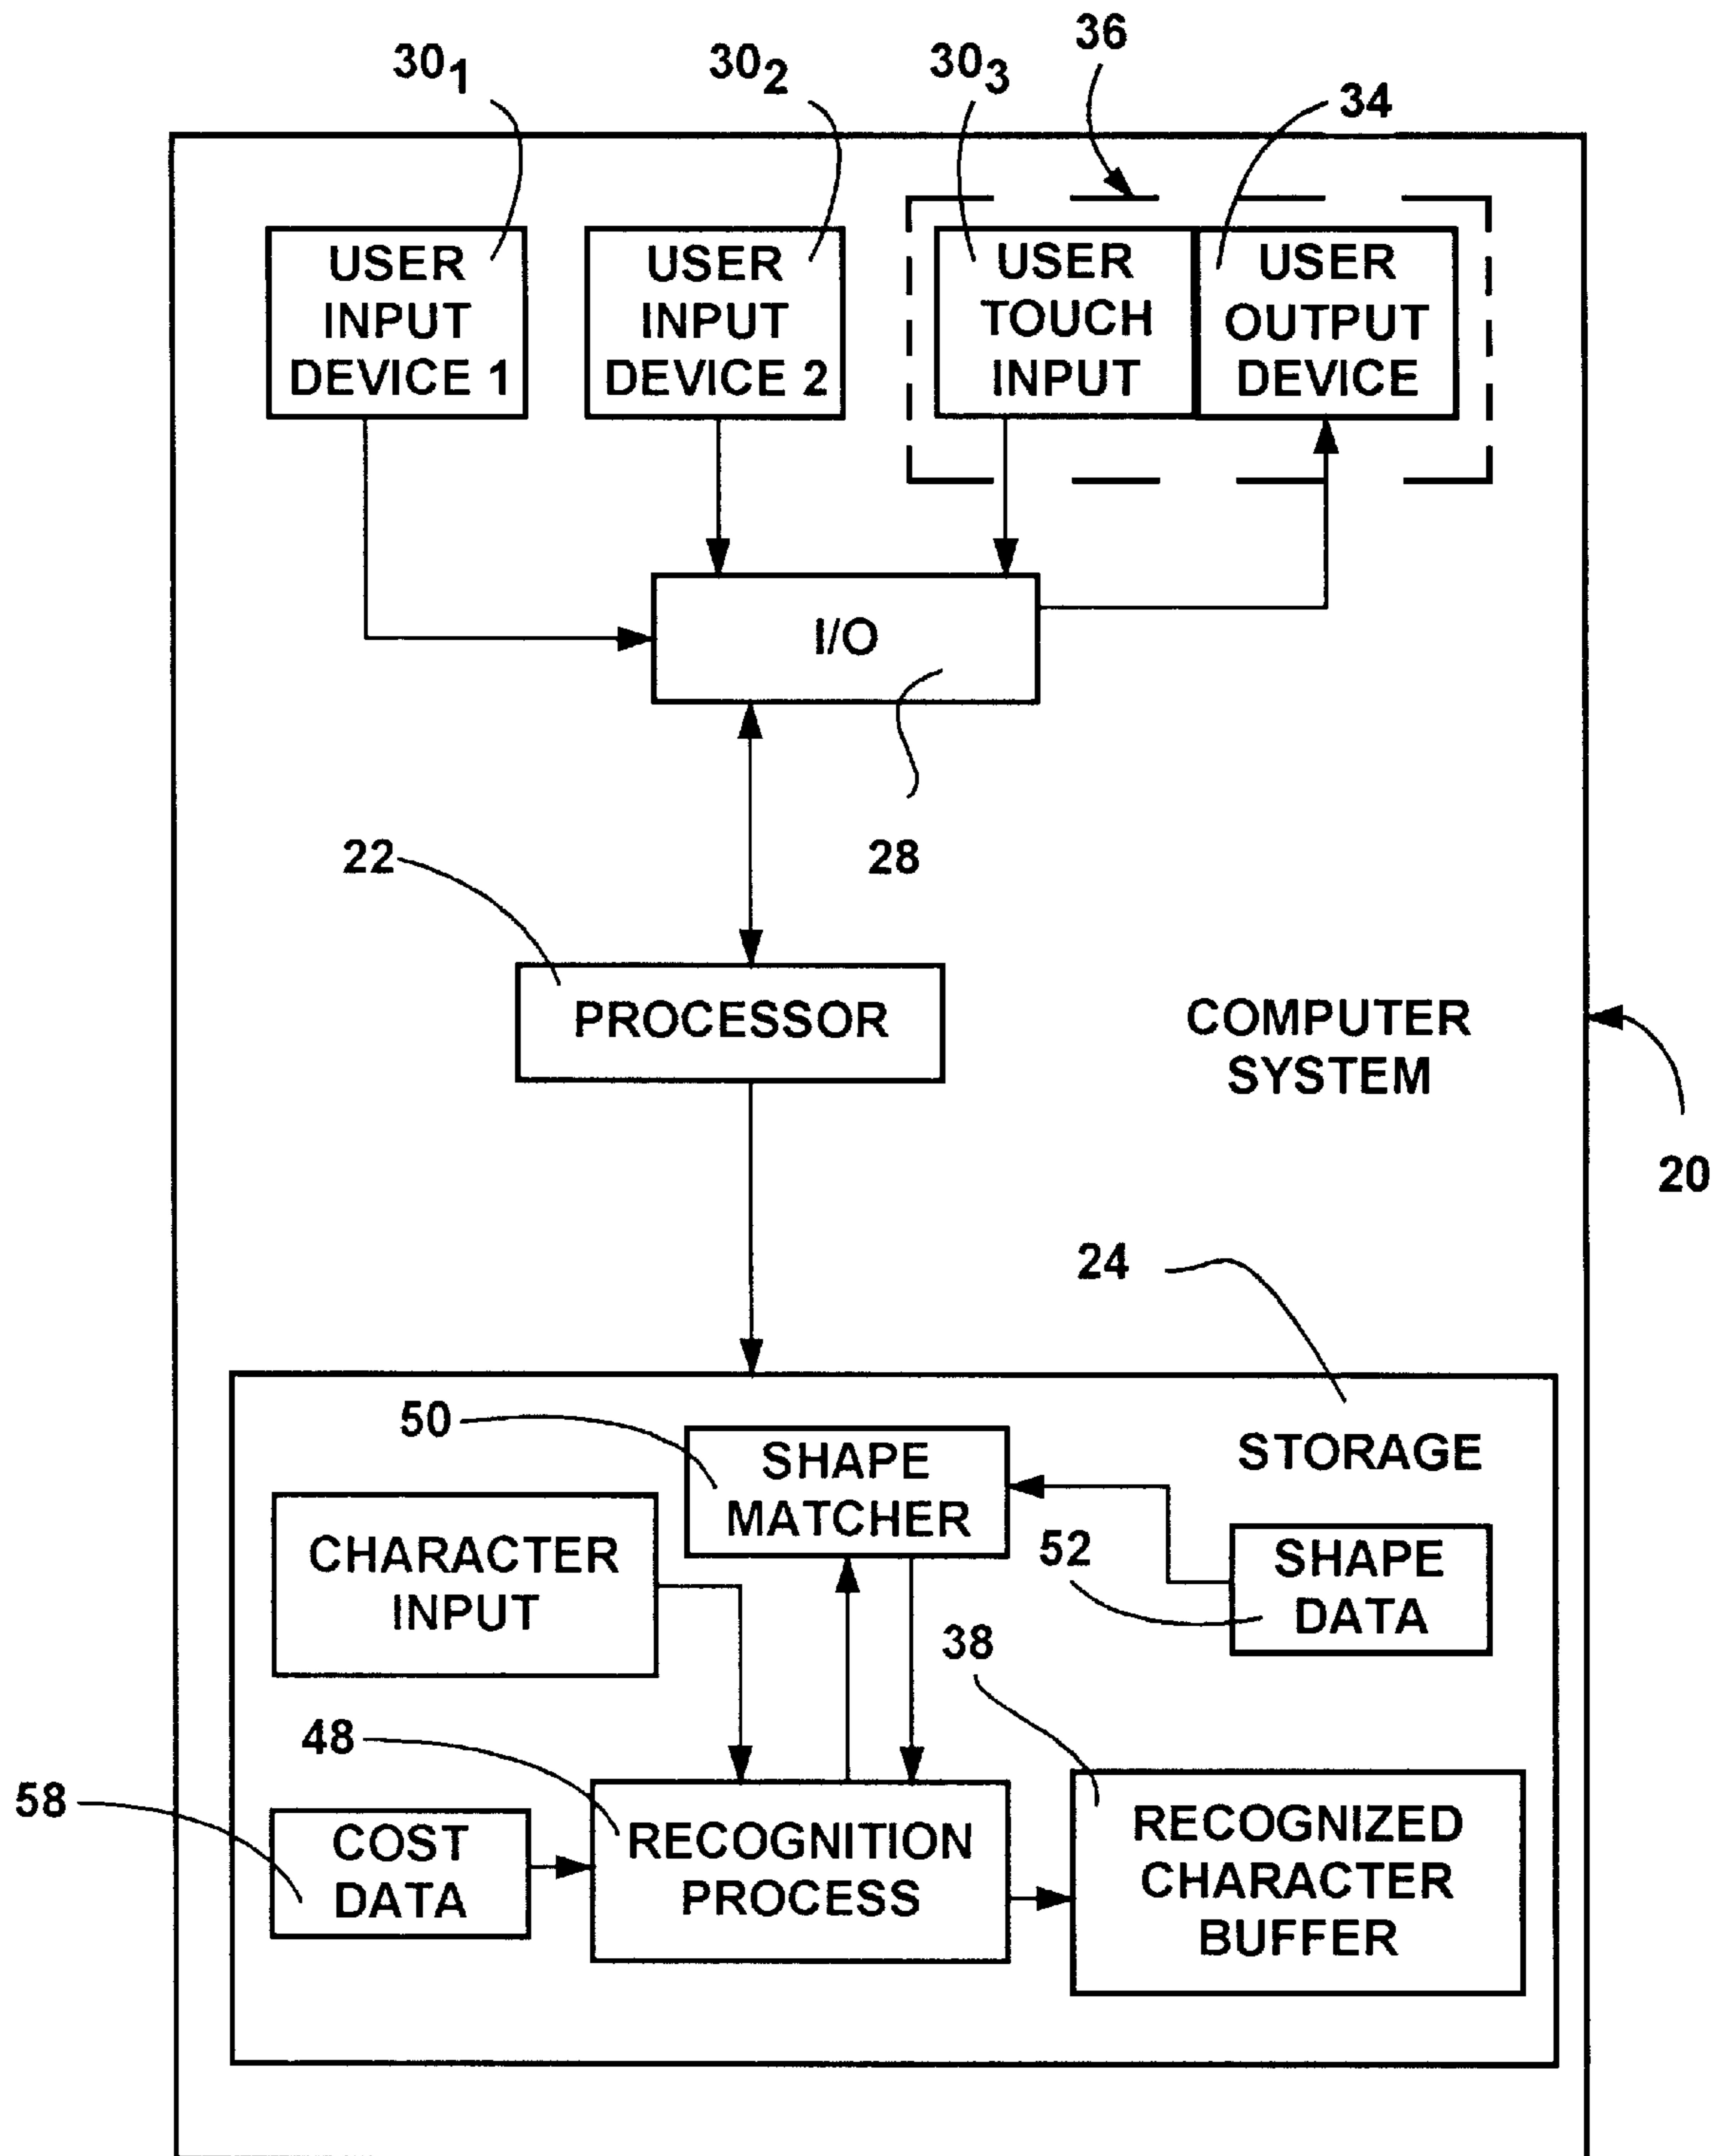 36
30₁
30₂
30₃
34
USER
INPUT
DEVICE 1
USER
INPUT
DEVICE 2
USER
TOUCH
INPUT
USER
OUTPUT
DEVICE
I/O
22
28
PROCESSOR
COMPUTER
SYSTEM
20
24
50
SHAPE
MATCHER
STORAGE
CHARACTER
INPUT
52
SHAPE
DATA
38
48
58
COST
DATA
RECOGNITION
PROCESS
RECOGNIZED
CHARACTER
BUFFER